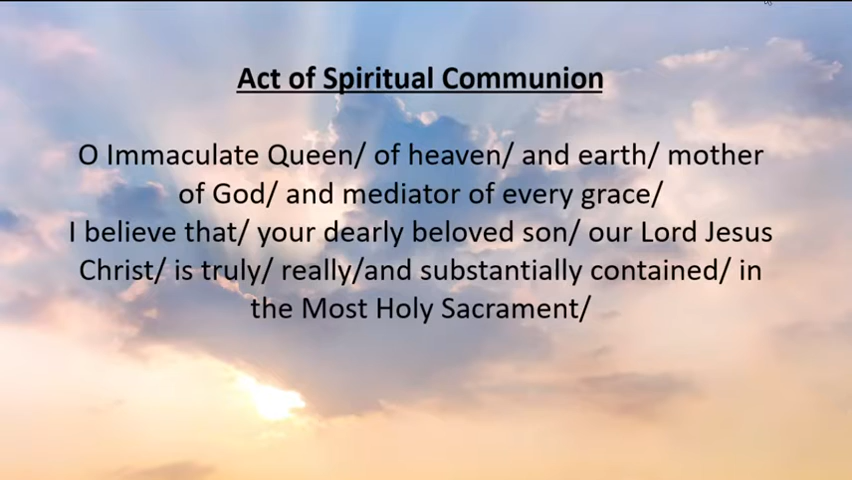 Act of Spiritual Communion
O Immaculate Queen/ of heaven/ and earth/ mother
of God/ and mediator of every grace/
I believe that/ your dearly beloved son/ our Lord Jesus
Christ/ is truly/ really/and substantially contained/ in
the Most Holy Sacrament/